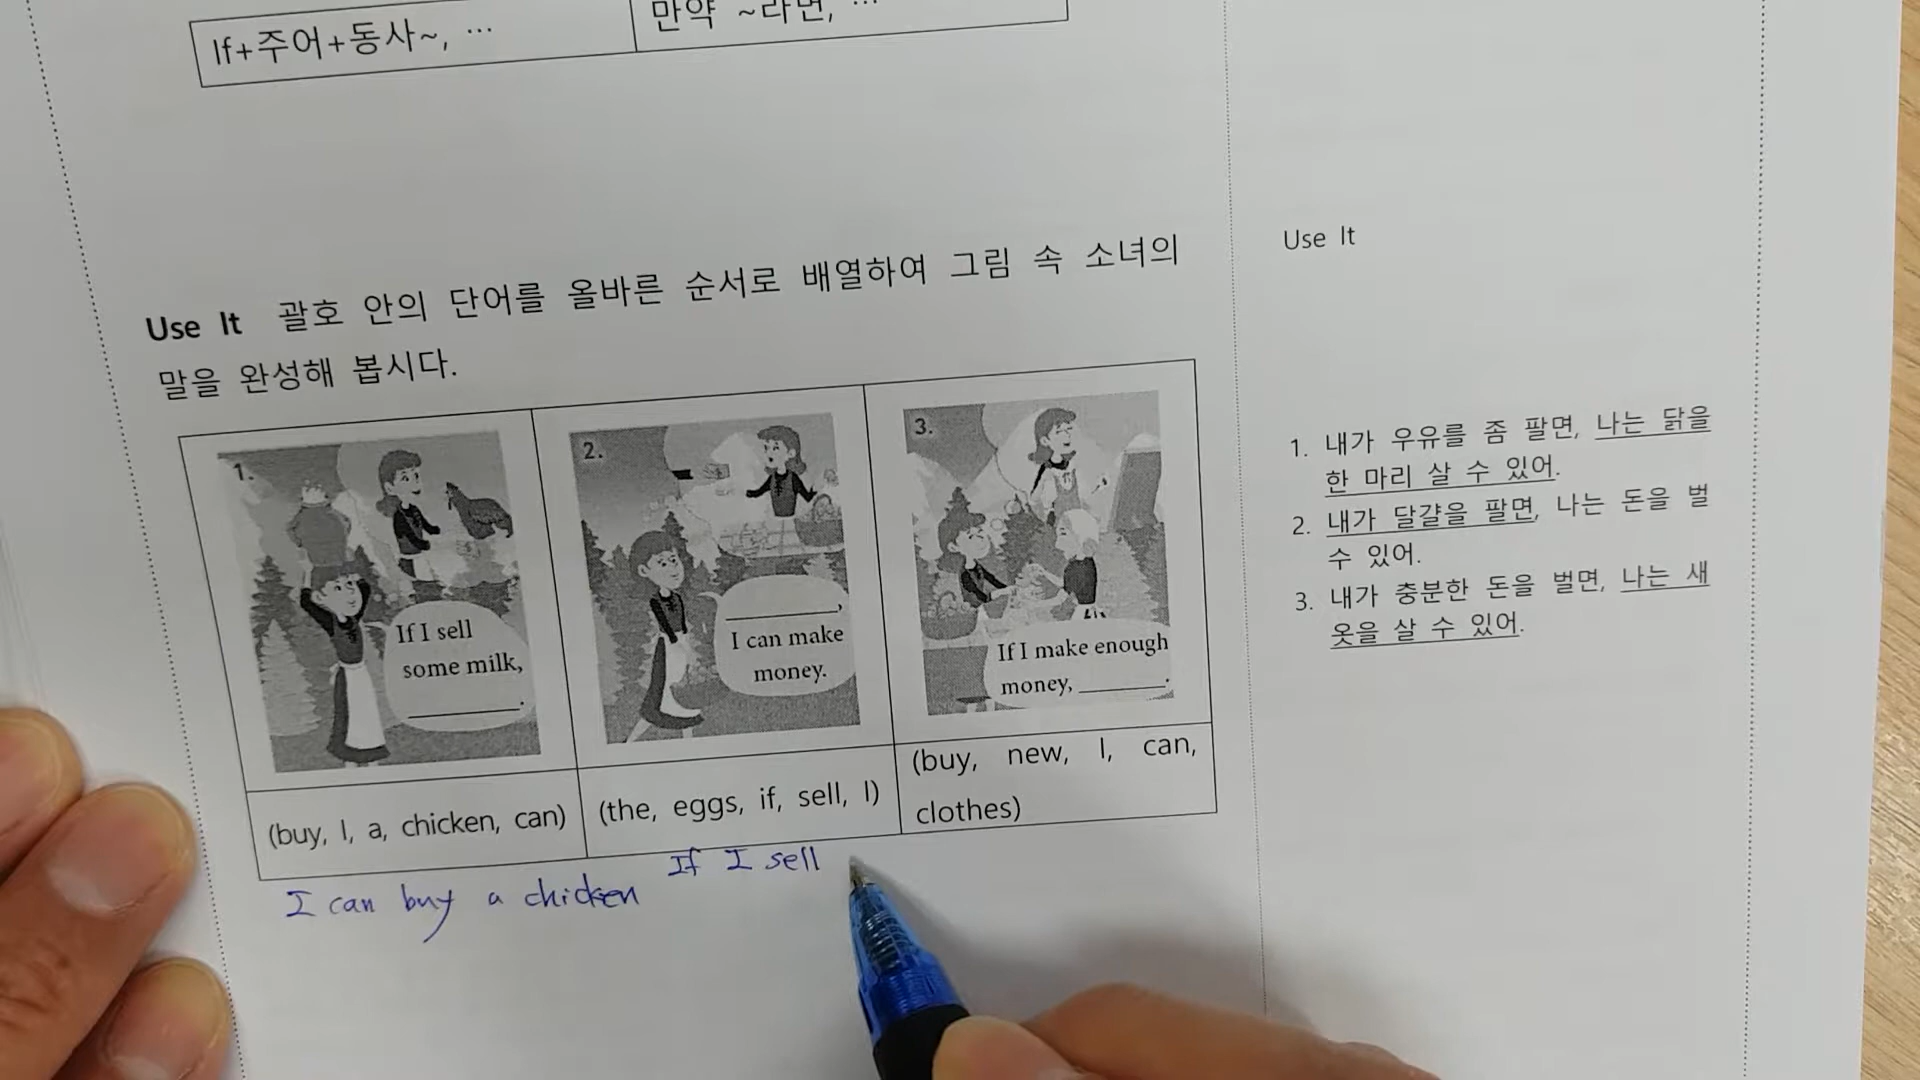 If+주어+동사~, …
만약 ~라면, …
Use It 괄호 안의 단어를 올바른 순서로 배열하여 그림 속 소녀의
말을 완성해 봅시다.
1.
If I sell
some milk,
________.
2.
________,
I can make
money.
3.
If I make enough
money, ________.
(buy, I, a, chicken, can)
(the, eggs, if, sell, I)
(buy, new, I, can,
clothes)
I can buy a chicken
If I sell
Use It
1. 내가 우유를 좀 팔면, 나는 닭을
한 마리 살 수 있어.
2. 내가 달걀을 팔면, 나는 돈을 벌
수 있어.
3. 내가 충분한 돈을 벌면, 나는 새
옷을 살 수 있어.